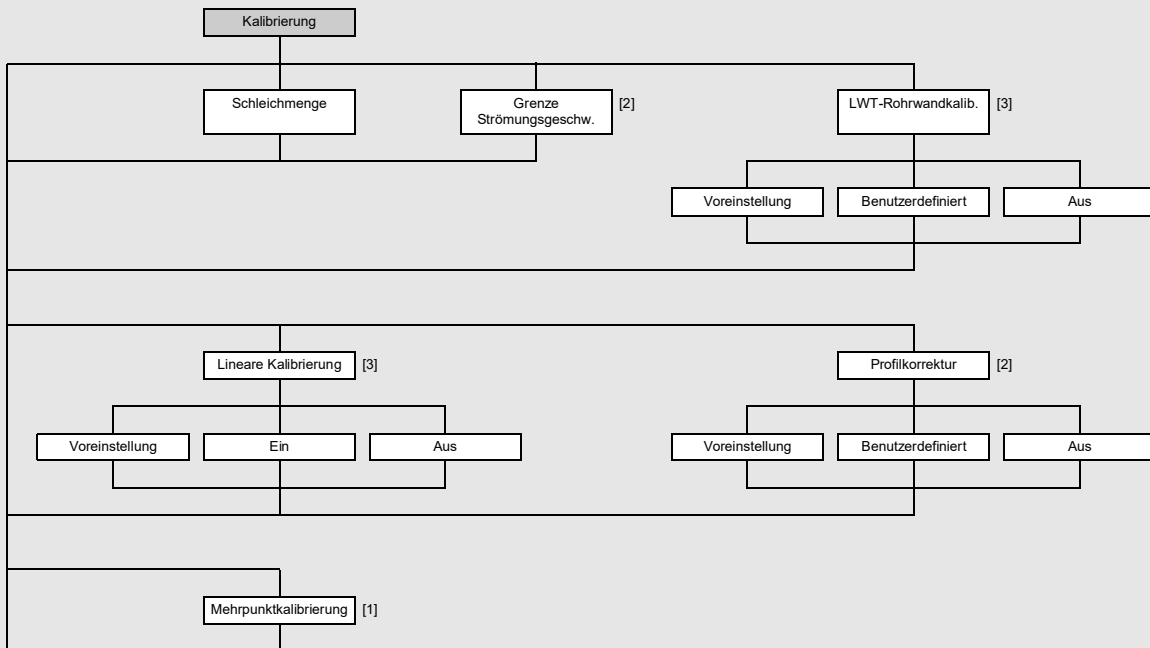 Kalibrierung
Schleichmenge
Grenze
Strömungsgeschw.
[2]
LWT-Rohrwandkalib.
[3]
Voreinstellung
Benutzerdefiniert
Aus
Lineare Kalibrierung
[3]
Profilkorrektur
[2]
Voreinstellung
Ein
Aus
Voreinstellung
Benutzerdefiniert
Aus
Mehrpunktkalibrierung
[1]